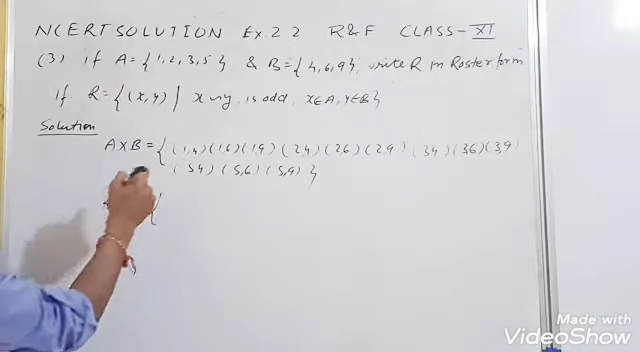 NCERT SOLUTION Ex 2.2 R&F CLASS-XI
(3) if A={1,2,3,5} & B={4,6,9}, write R in Roster form
if R={(x,y) | x ~ y is odd, x∈A, y∈B}
Solution
A×B={(1,4)(1,6)(1,9)(2,4)(2,6)(2,9)(3,4)(3,6)(3,9)
(5,4)(5,6)(5,9)}
{
Made with
VideoShow